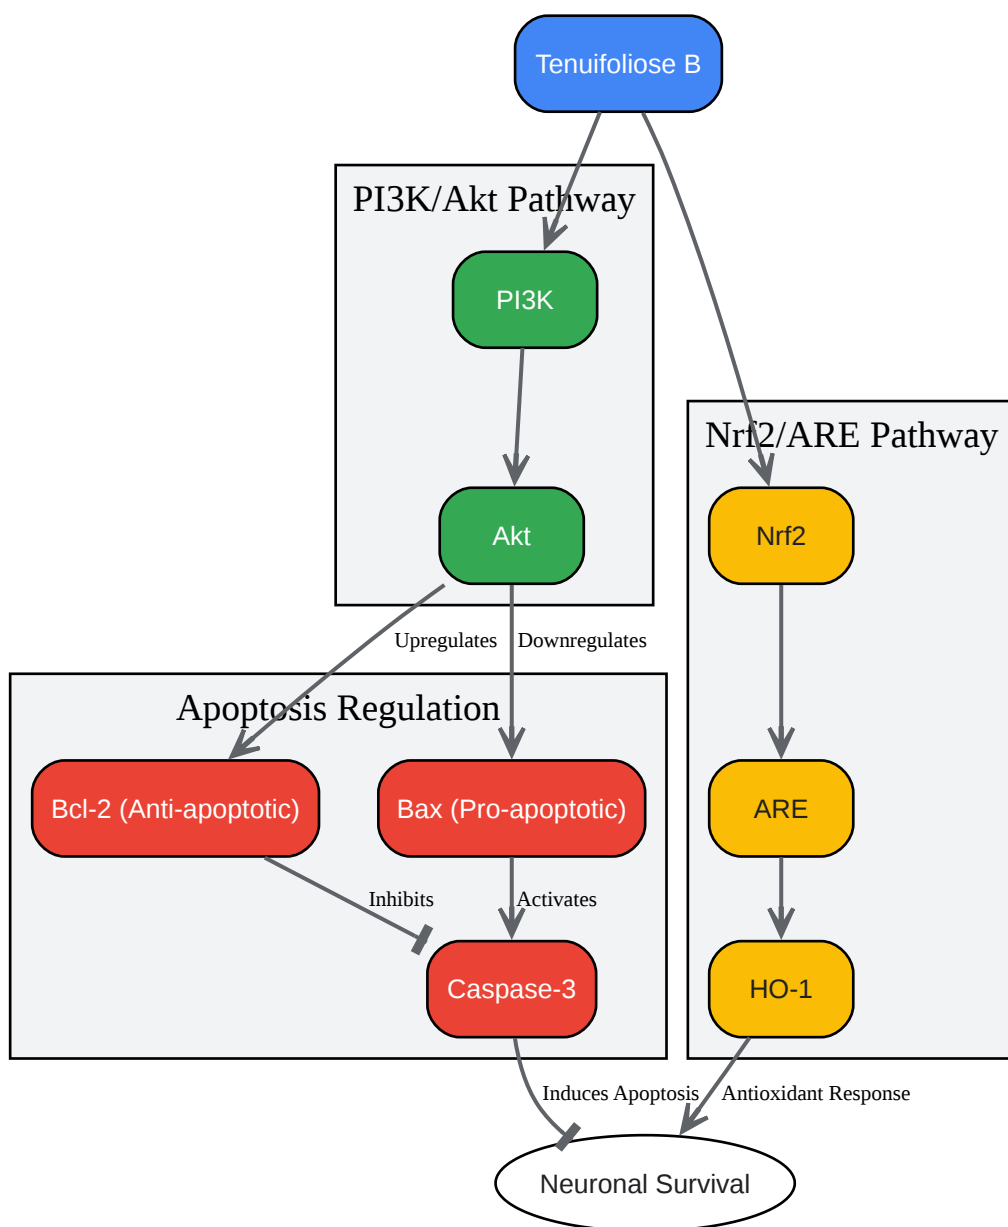 Tenuifoliose B
PI3K/Akt Pathway
PI3K
Nrf2/ARE Pathway
Akt
Nrf2
Upregulates
Downregulates
Apoptosis Regulation
Bcl-2 (Anti-apoptotic)
Bax (Pro-apoptotic)
ARE
Inhibits
Activates
Caspase-3
HO-1
Induces Apoptosis
Antioxidant Response
Neuronal Survival